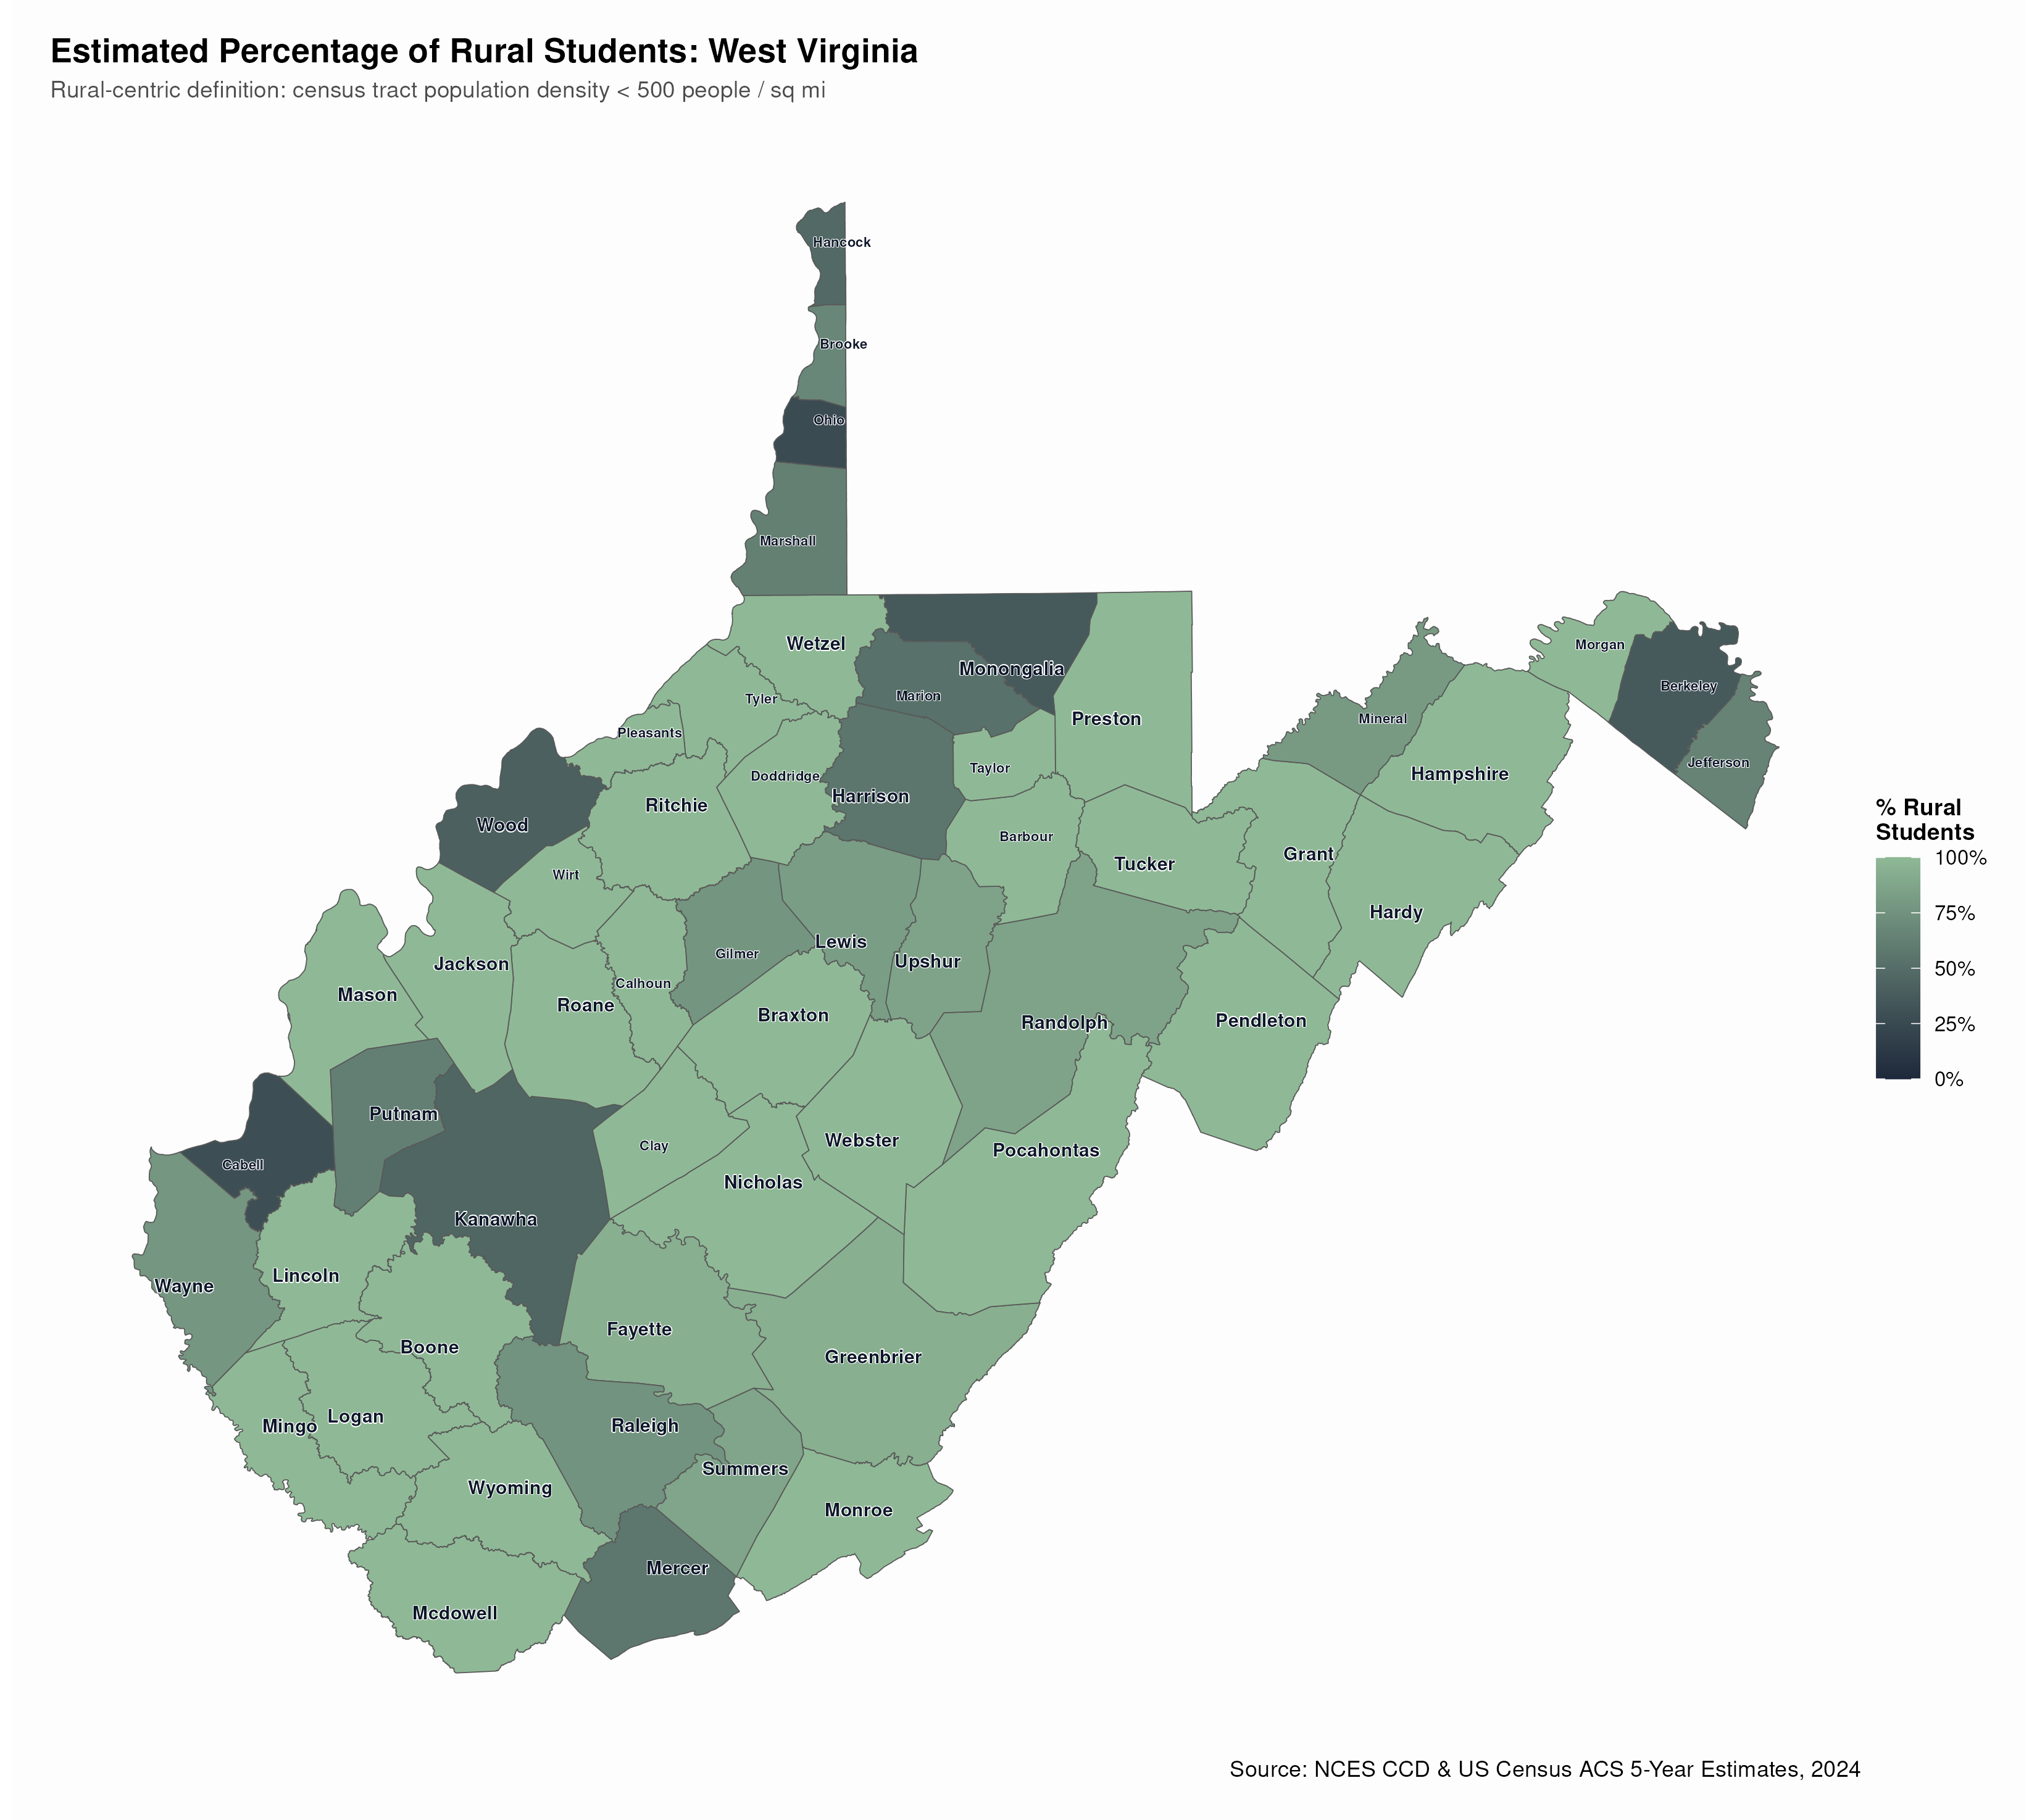 Estimated Percentage of Rural Students: West Virginia
Rural-centric definition: census tract population density < 500 people / sq mi
Hancock
Brooke
Ohio
Marshall
Wetzel
Monongalia
Marion
Tyler
Preston
Pleasants
Taylor
Doddridge
Harrison
Ritchie
Wood
Barbour
Tucker
Wirt
Morgan
Berkeley
Mineral
Jefferson
Hampshire
Grant
Hardy
% Rural
Students
100%
75%
50%
25%
0%
Lewis
Gilmer
Upshur
Jackson
Calhoun
Mason
Roane
Braxton
Randolph
Pendleton
Putnam
Webster
Clay
Pocahontas
Cabell
Nicholas
Kanawha
Lincoln
Wayne
Fayette
Boone
Greenbrier
Logan
Mingo
Raleigh
Summers
Wyoming
Monroe
Mercer
Mcdowell
Source: NCES CCD & US Census ACS 5-Year Estimates, 2024